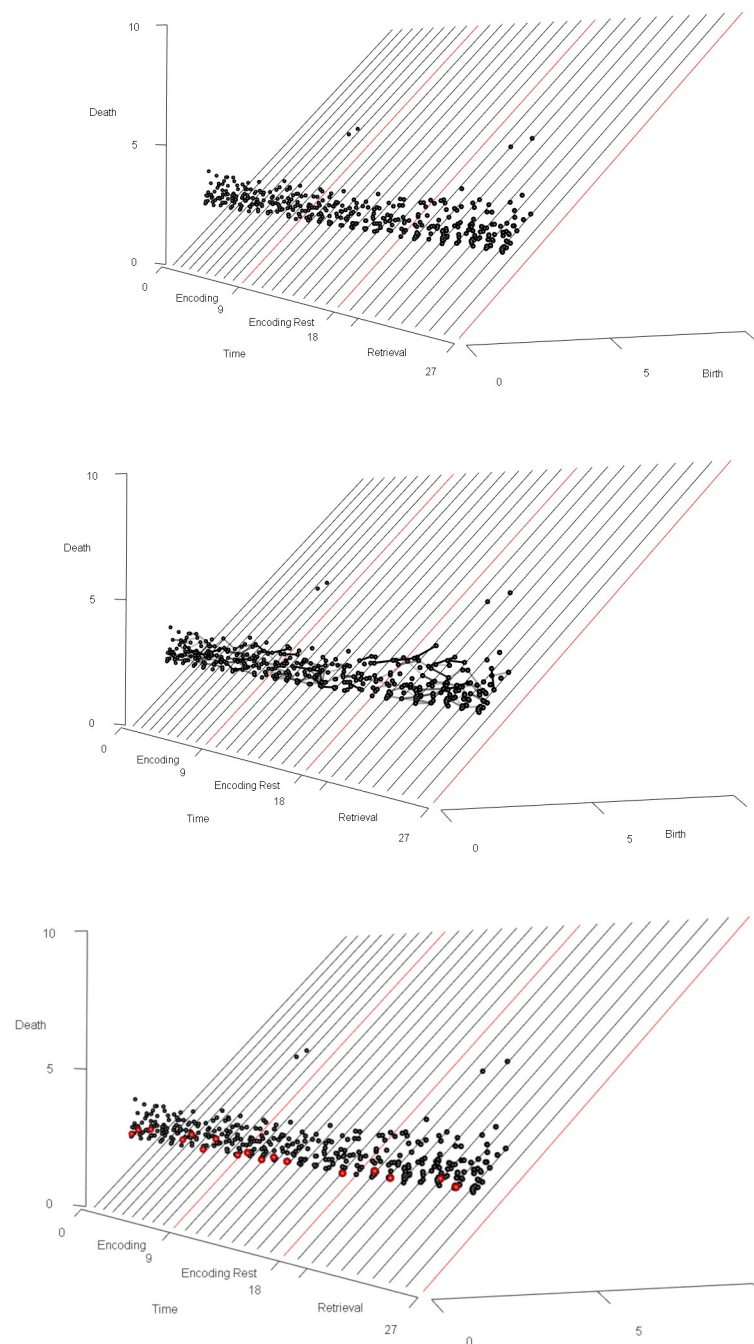 10
Death
5
0
0
Encoding
9
Encoding Rest
18
Time
Retrieval
27
0
5
Birth
10
Death
5
0
0
Encoding
9
Encoding Rest
18
Time
Retrieval
27
0
5
Birth
10
Death
5
0
0
Encoding
9
Encoding Rest
18
Time
Retrieval
27
0
5